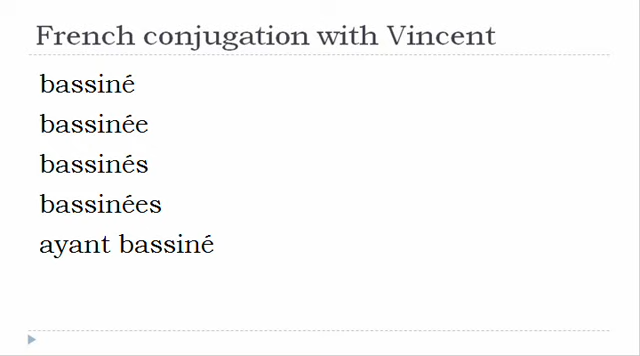 French conjugation with Vincent
bassiné
bassinée
bassinés
bassinées
ayant bassiné